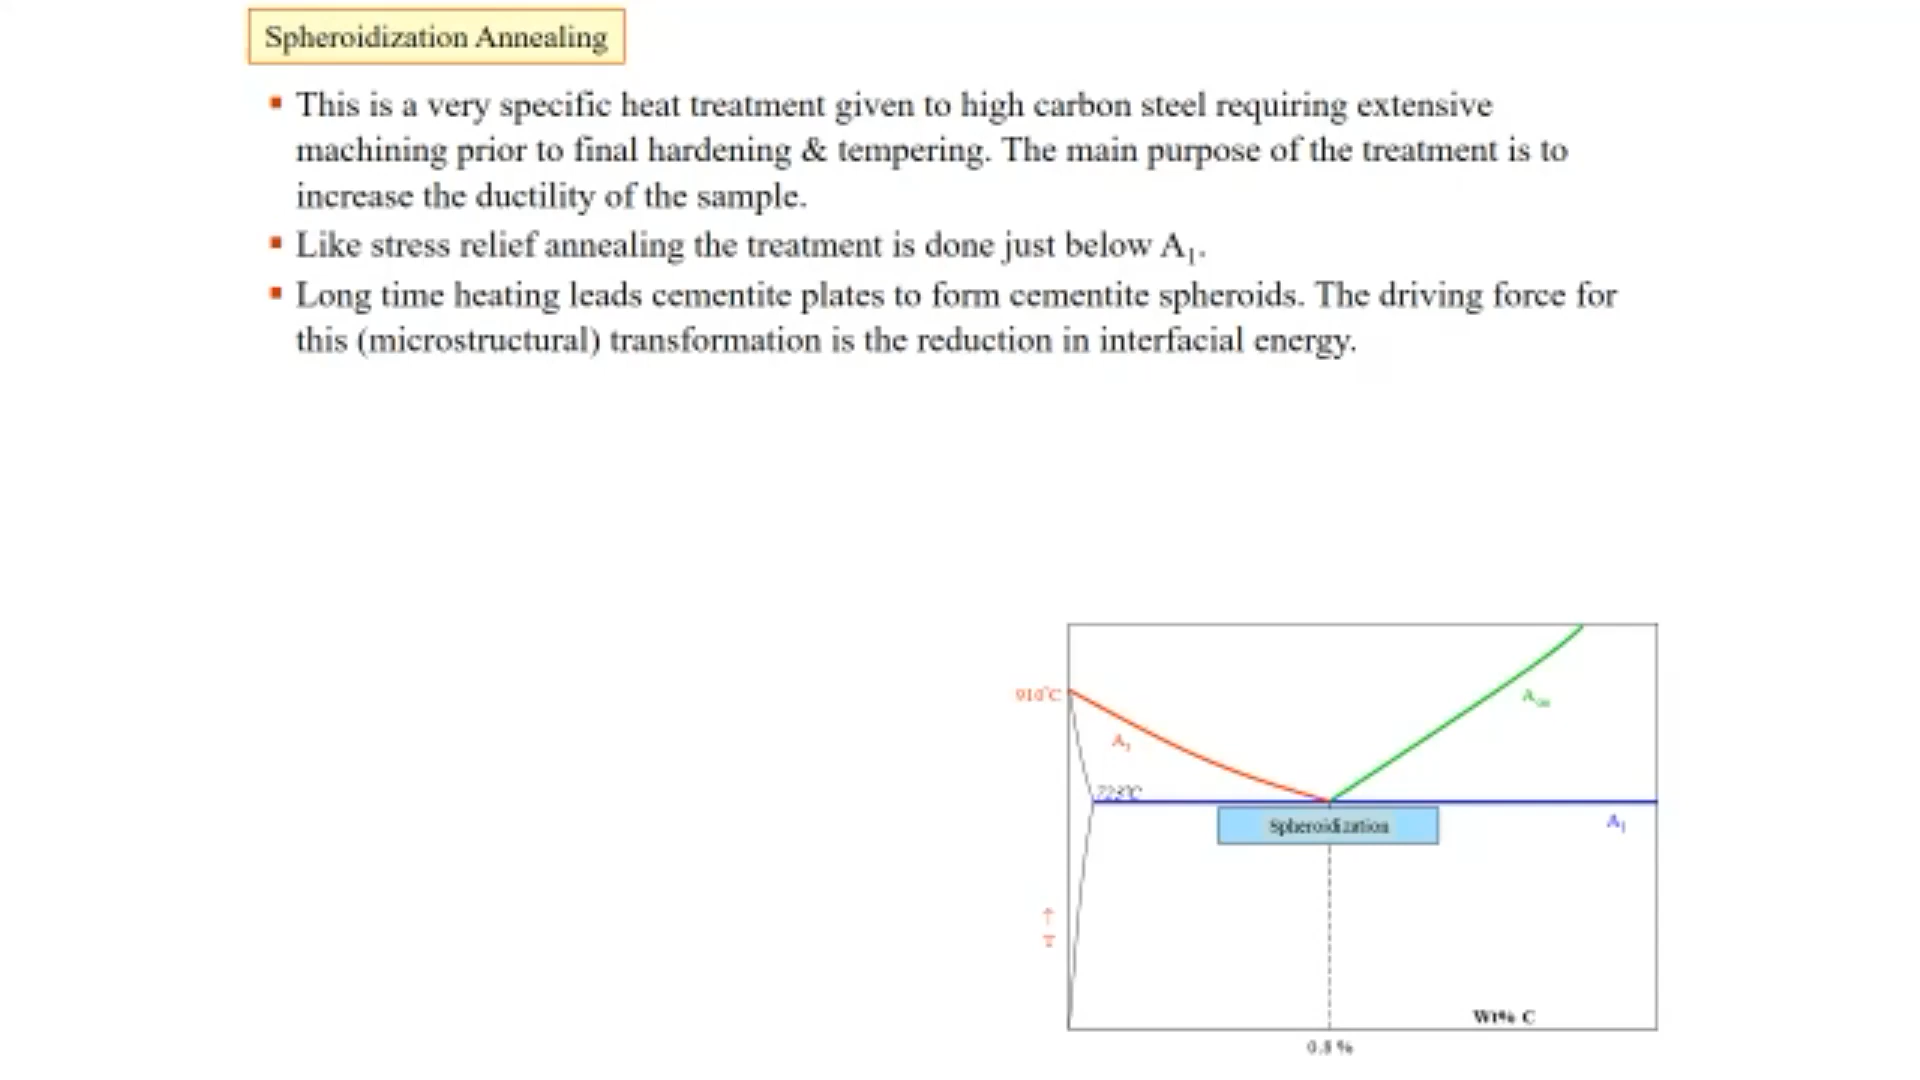 Spheroidization Annealing
▪ This is a very specific heat treatment given to high carbon steel requiring extensive
machining prior to final hardening & tempering. The main purpose of the treatment is to
increase the ductility of the sample.
▪ Like stress relief annealing the treatment is done just below A₁.
▪ Long time heating leads cementite plates to form cementite spheroids. The driving force for
this (microstructural) transformation is the reduction in interfacial energy.
910°C
A
A
723°C
Spheroidization
A₁
T →
Wt% C
0.8 %